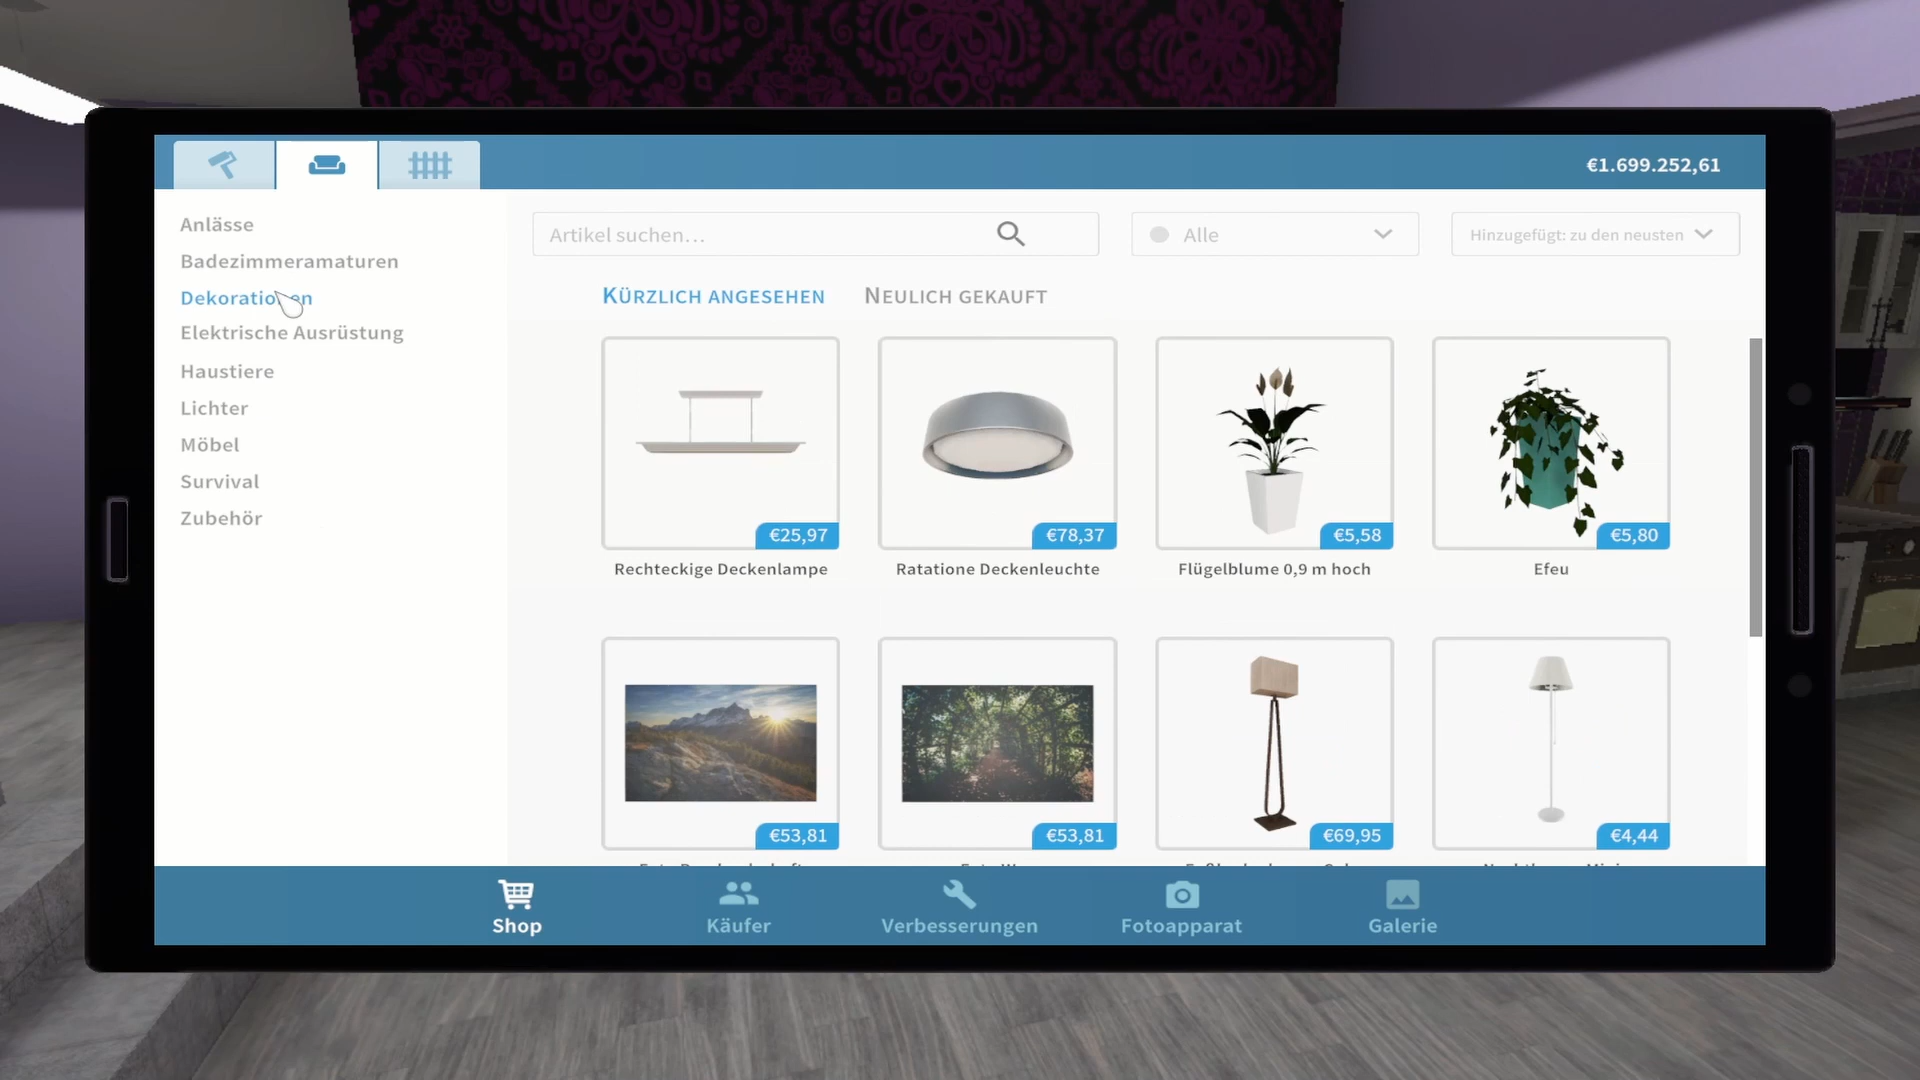 €1.699.252,61
Anlässe
Badezimmeramaturen
Dekorationen
Elektrische Ausrüstung
Haustiere
Lichter
Möbel
Survival
Zubehör
Artikel suchen...
Alle
Hinzugefügt: zu den neusten
KÜRZLICH ANGESEHEN
NEULICH GEKAUFT
€25,97
€78,37
€5,58
€5,80
Rechteckige Deckenlampe
Ratatione Deckenleuchte
Flügelblume 0,9 m hoch
Efeu
€53,81
€53,81
€69,95
€4,44
Shop
Käufer
Verbesserungen
Fotoapparat
Galerie